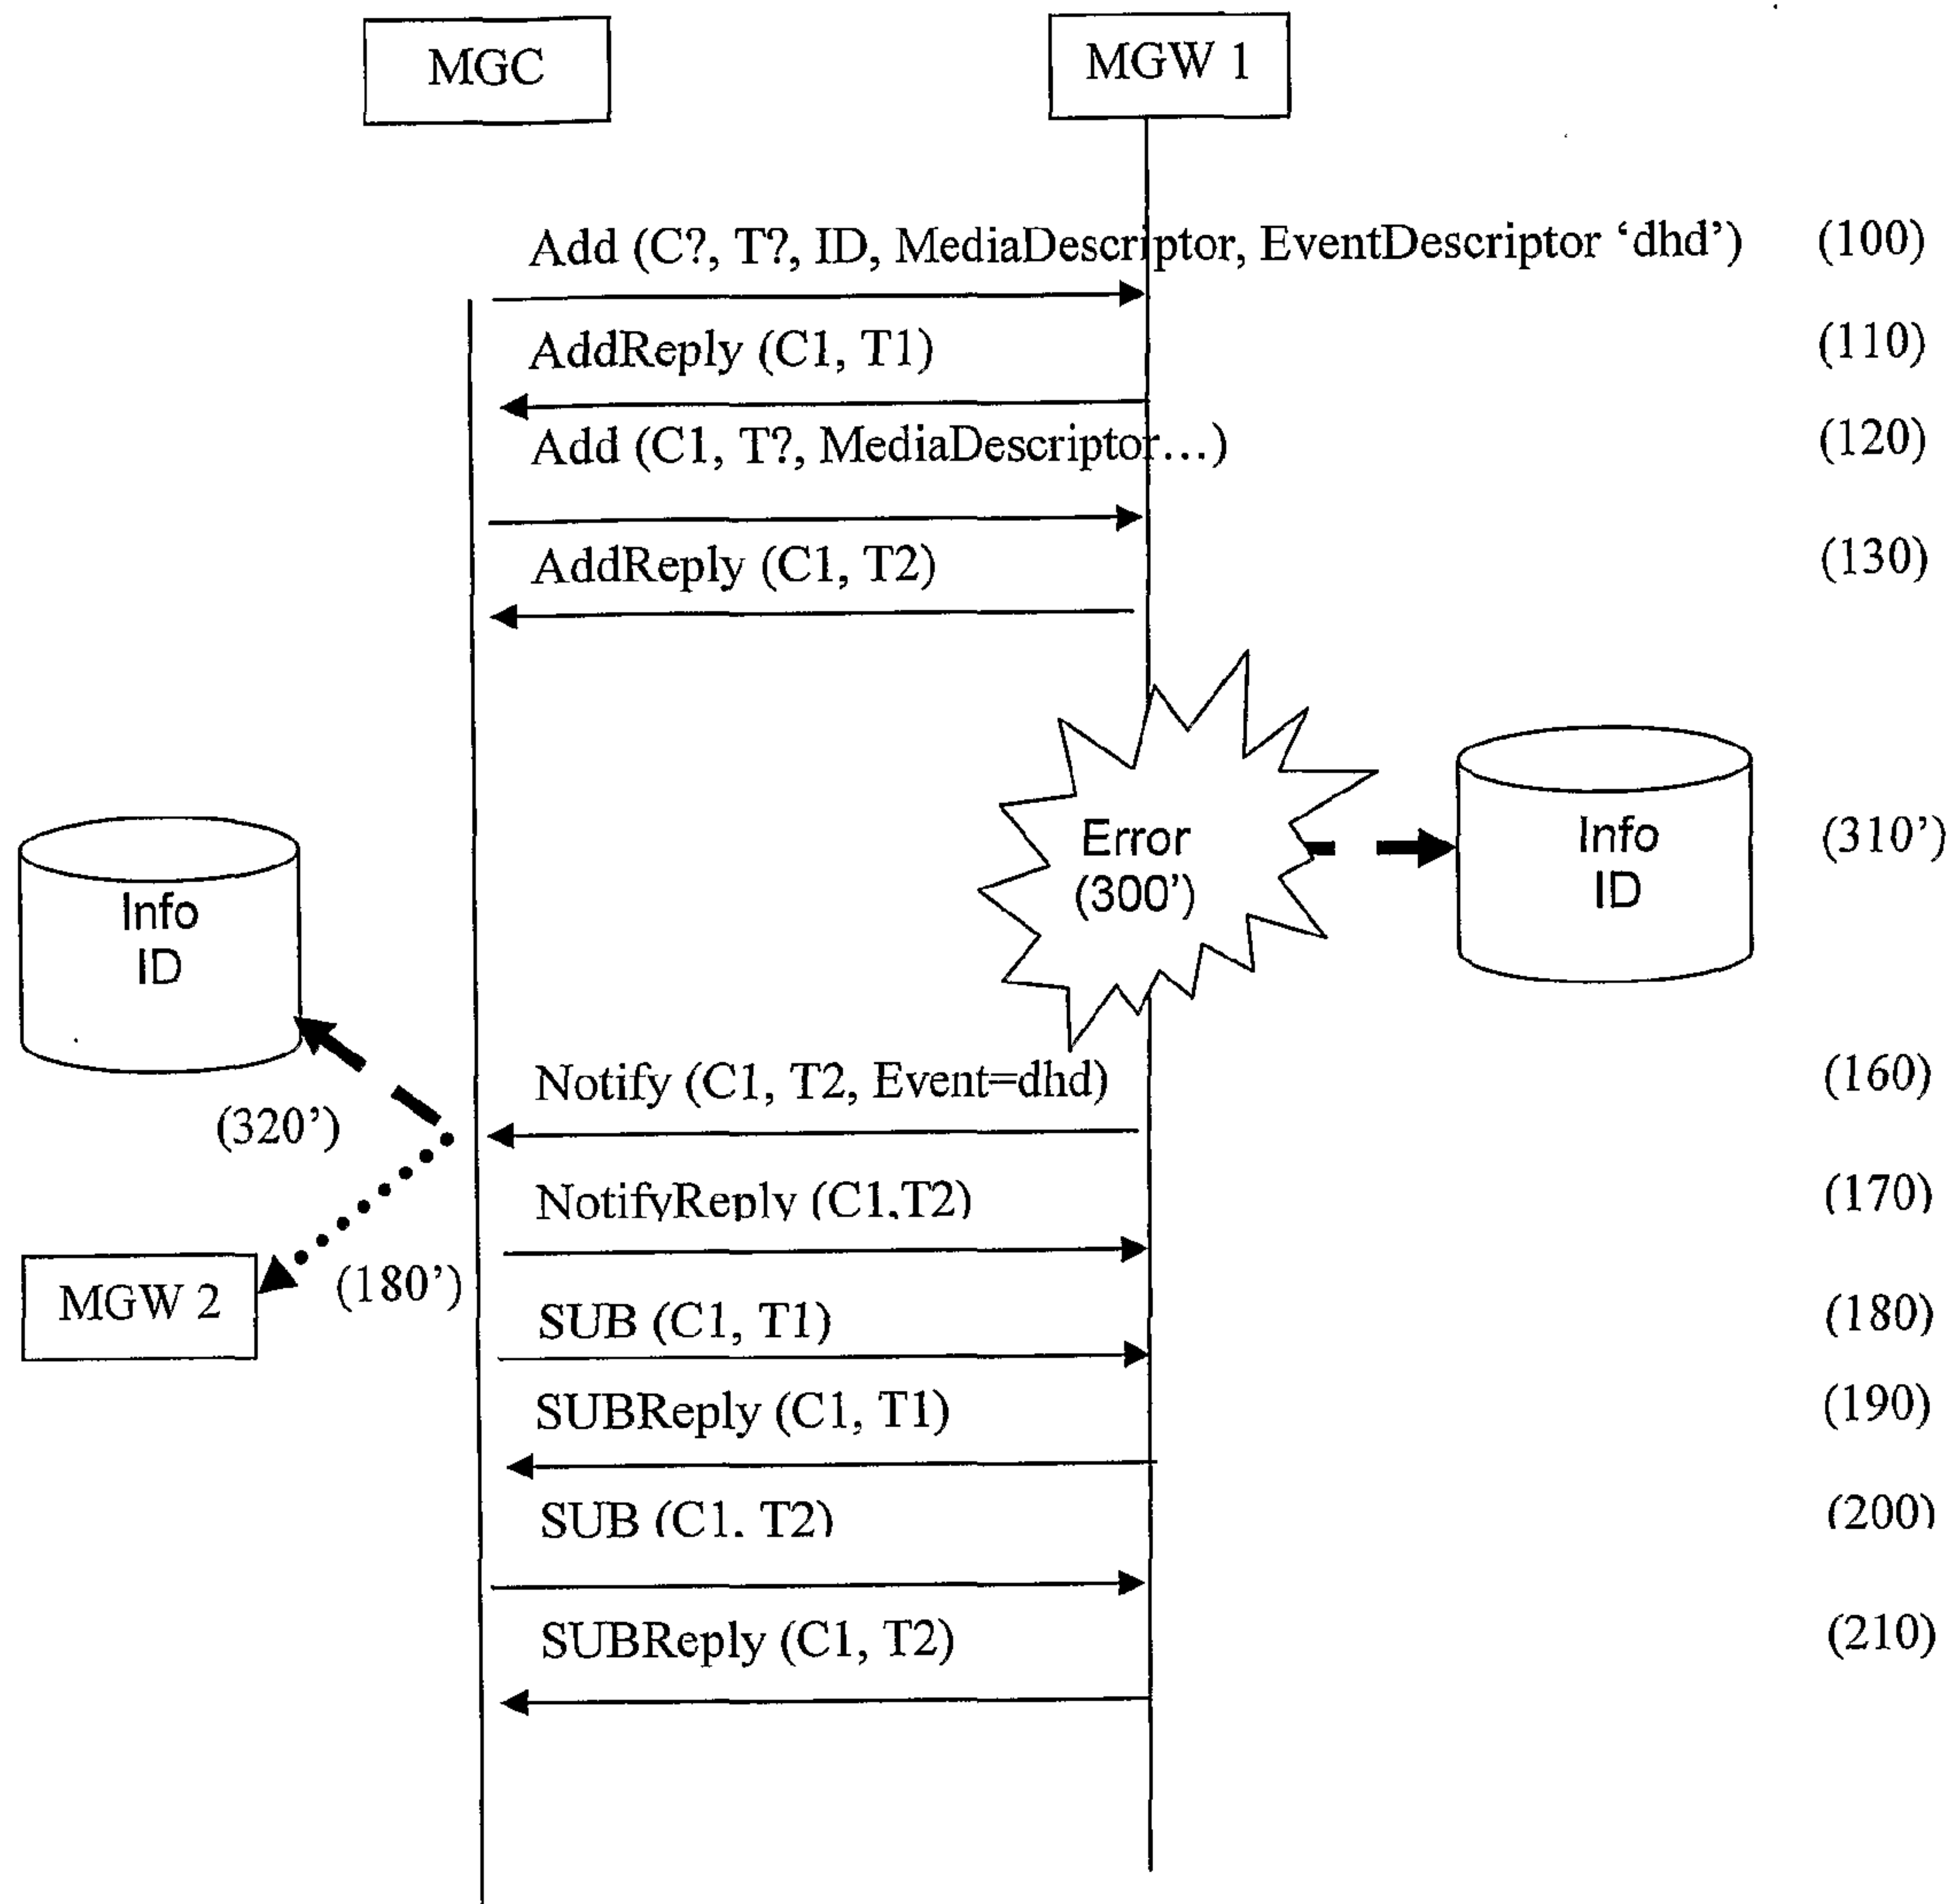 MGC
MGW 1
Add (C?, T?, ID, MediaDescriptor, EventDescriptor ‘dhd’) (100)
AddReply (C1, T1) (110)
Add (C1, T?, MediaDescriptor…) (120)
AddReply (C1, T2) (130)
Error
(300’)
Info
ID
(310’)
Info
ID
Notify (C1, T2, Event=dhd) (160)
(320’)
NotifyReply (C1,T2) (170)
MGW 2
(180’)
SUB (C1, T1) (180)
SUBReply (C1, T1) (190)
SUB (C1, T2) (200)
SUBReply (C1, T2) (210)